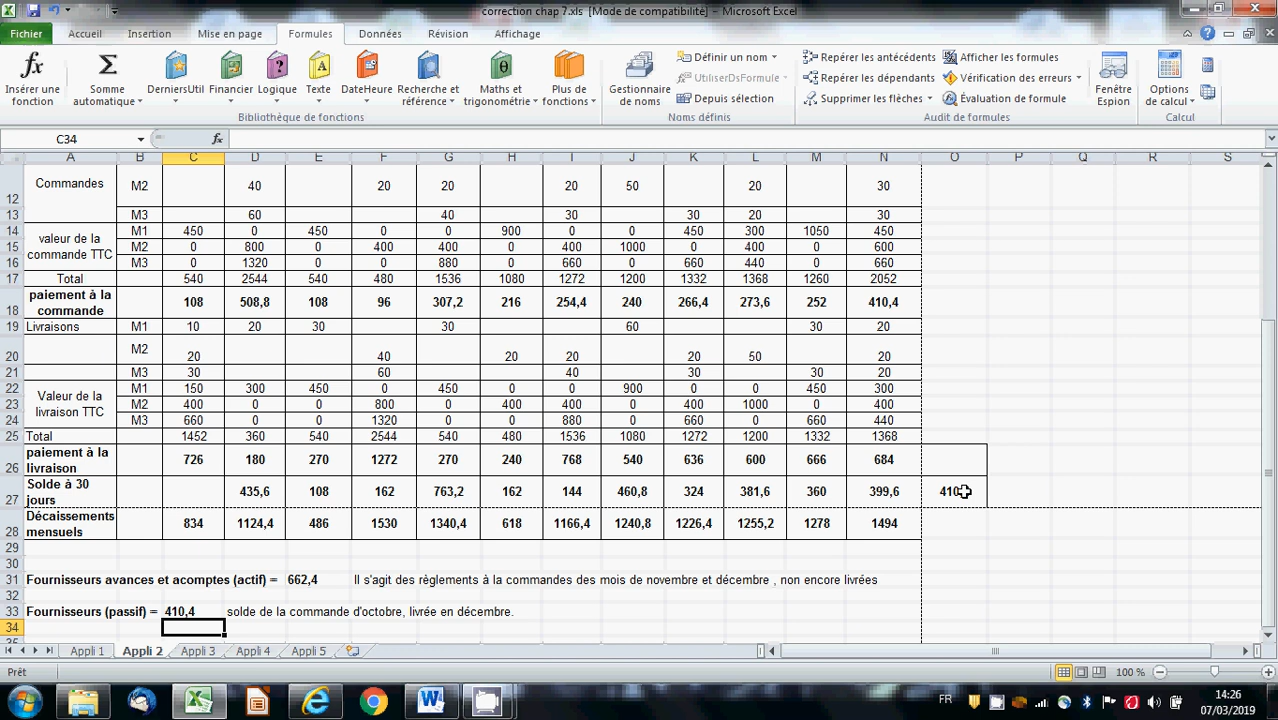 correction chap 7.xls [Mode de compatibilité] - Microsoft Excel
Fichier Accueil Insertion Mise en page Formules Données Révision Affichage
Insérer une fonction
Somme automatique
DerniersUtil
Financier
Logique
Texte
DateHeure
Recherche et référence
Maths et trigonométrie
Plus de fonctions
Bibliothèque de fonctions
Gestionnaire de noms
Définir un nom
UtiliserDsFormule
Depuis sélection
Noms définis
Repérer les antécédents
Repérer les dépendants
Supprimer les flèches
Afficher les formules
Vérification des erreurs
Évaluation de formule
Audit de formules
Fenêtre Espion
Options de calcul
Calcul
C34 fx
A B C D E F G H I J K L M N O P Q R S
12 Commandes M2 40 20 20 20 50 20 30
13 M3 60 40 30 30 20 30
14 valeur de la commande TTC M1 450 0 450 0 0 900 0 0 450 300 1050 450
15 M2 0 800 0 400 400 0 400 1000 0 400 0 600
16 M3 0 1320 0 0 880 0 660 0 660 440 0 660
17 Total 540 2544 540 480 1536 1080 1272 1200 1332 1368 1260 2052
18 paiement à la commande 108 508,8 108 96 307,2 216 254,4 240 266,4 273,6 252 410,4
19 Livraisons M1 10 20 30 30 60 30 20
20 M2 20 40 20 20 20 50 20
21 M3 30 60 40 30 30 20
22 Valeur de la livraison TTC M1 150 300 450 0 450 0 0 900 0 0 450 300
23 M2 400 0 0 800 0 400 400 0 400 1000 0 400
24 M3 660 0 0 1320 0 0 880 0 660 0 660 440
25 Total 1452 360 540 2544 540 480 1536 1080 1272 1200 1332 1368
26 paiement à la livraison 726 180 270 1272 270 240 768 540 636 600 666 684
27 Solde à 30 jours 435,6 108 162 763,2 162 144 460,8 324 381,6 360 399,6 410
28 Décaissements mensuels 834 1124,4 486 1530 1340,4 618 1166,4 1240,8 1226,4 1255,2 1278 1494
29
30
31 Fournisseurs avances et acomptes (actif) = 662,4 Il s'agit des règlements à la commandes des mois de novembre et décembre , non encore livrées
32
33 Fournisseurs (passif) = 410,4 solde de la commande d'octobre, livrée en décembre.
34
Appli 1 Appli 2 Appli 3 Appli 4 Appli 5
Prêt 100 %
FR 14:26
07/03/2019